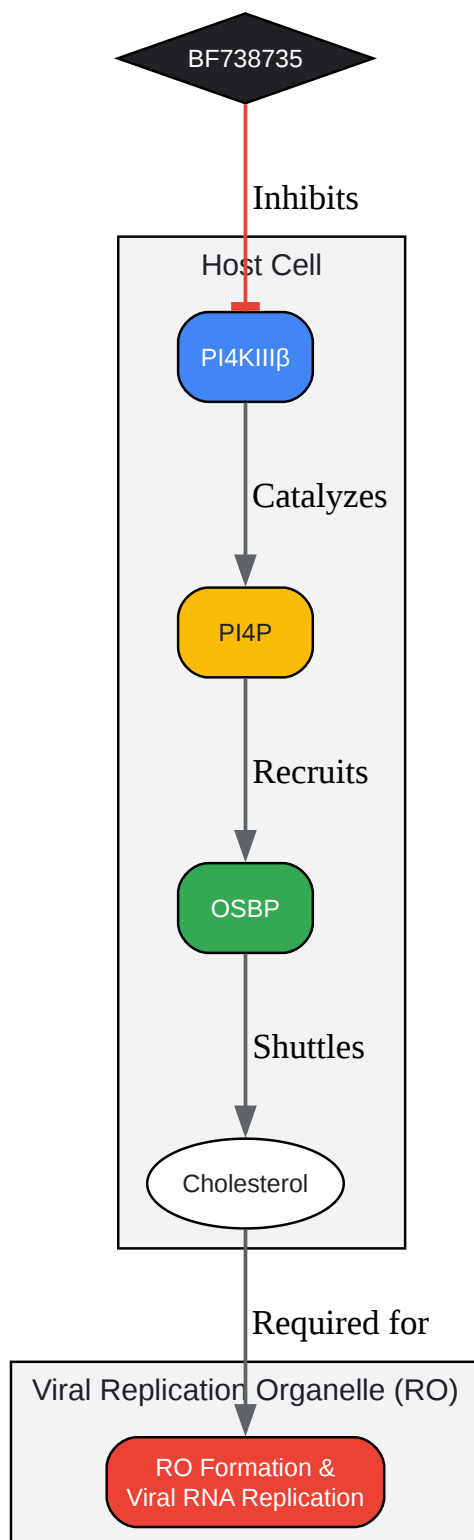 BF738735
Inhibits
Host Cell
PI4KIIIβ
Catalyzes
PI4P
Recruits
OSBP
Shuttles
Cholesterol
Required for
Viral Replication Organelle (RO)
RO Formation &
Viral RNA Replication